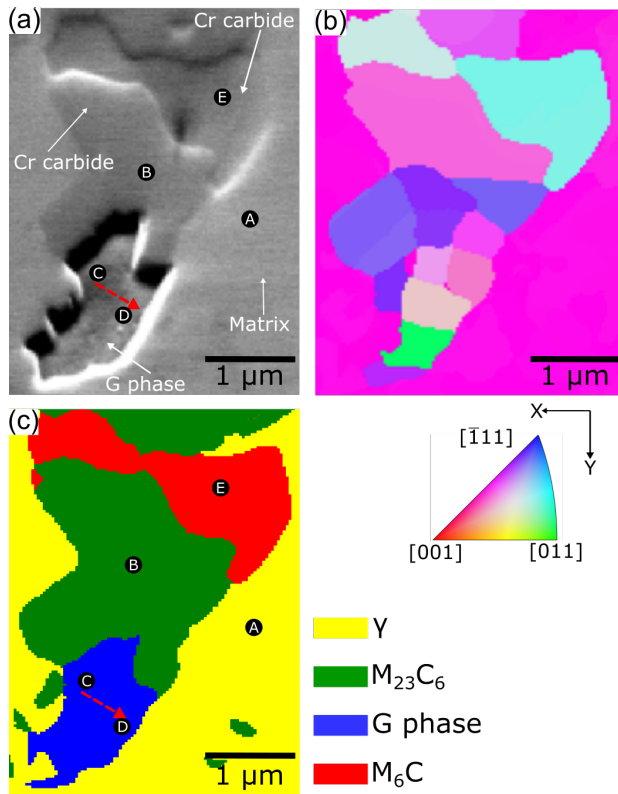 (a)
Cr carbide
E
Cr carbide
B
A
C
D
Matrix
G phase
1 μm
(b)
1 μm
(c)
E
B
A
C
D
1 μm
X
Y
[1̅11]
[001]
[011]
γ
M₂₃C₆
G phase
M₆C